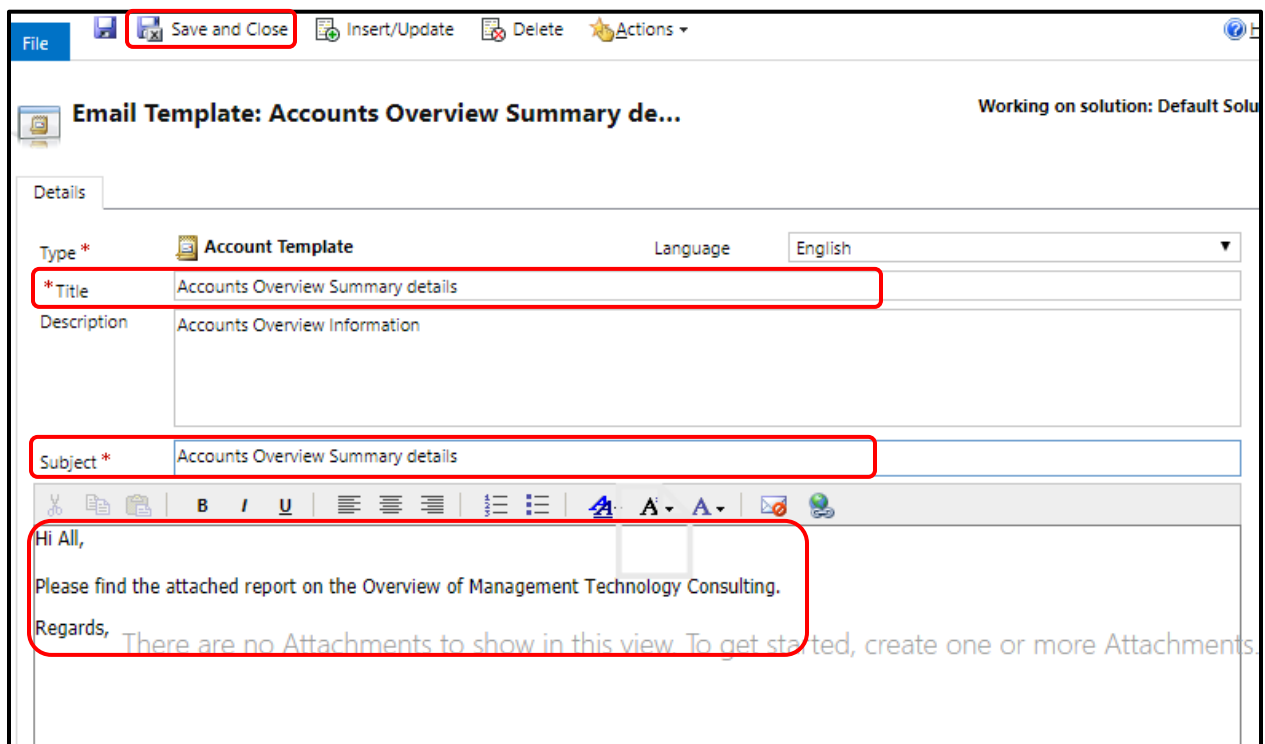 File
Save and Close
Insert/Update
Delete
Actions
Email Template: Accounts Overview Summary de...
Working on solution: Default Solu
Details
Type *
Account Template
Language
English
* Title
Accounts Overview Summary details
Description
Accounts Overview Information
Subject *
Accounts Overview Summary details
B I U
A A A
Hi All,
Please find the attached report on the Overview of Management Technology Consulting.
Regards,
There are no Attachments to show in this view. To get started, create one or more Attachments.